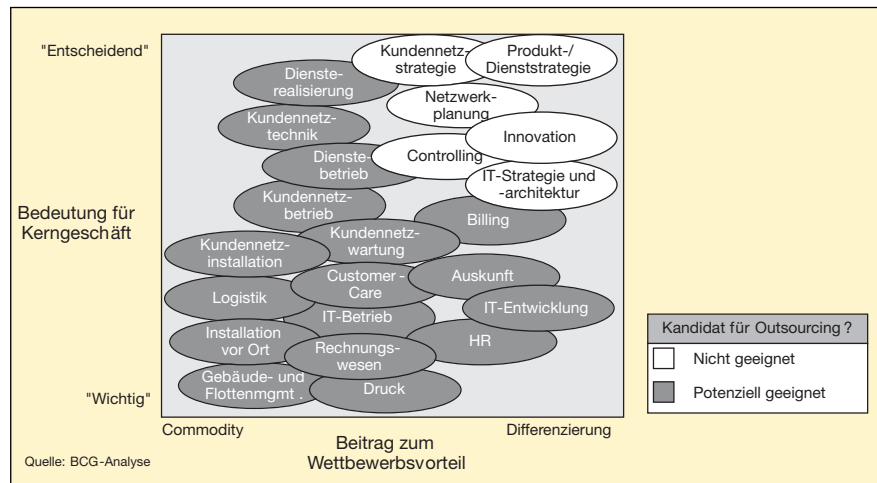 "Entscheidend"
Kundennetz-
strategie
Produkt-/
Dienststrategie
Dienste-
realisierung
Netzwerk-
planung
Kundennetz-
technik
Innovation
Dienste-
betrieb
Controlling
IT-Strategie und
-architektur
Bedeutung für
Kerngeschäft
Kundennetz-
betrieb
Billing
Kundennetz-
wartung
Kundennetz-
installation
Customer -
Care
Auskunft
Logistik
IT-Betrieb
IT-Entwicklung
Installation
vor Ort
Rechnungs-
wesen
HR
Gebäude- und
Flottenmgmt .
Druck
"Wichtig"
Commodity
Differenzierung
Beitrag zum
Wettbewerbsvorteil
Quelle: BCG-Analyse
Kandidat für Outsourcing ?
Nicht geeignet
Potenziell geeignet